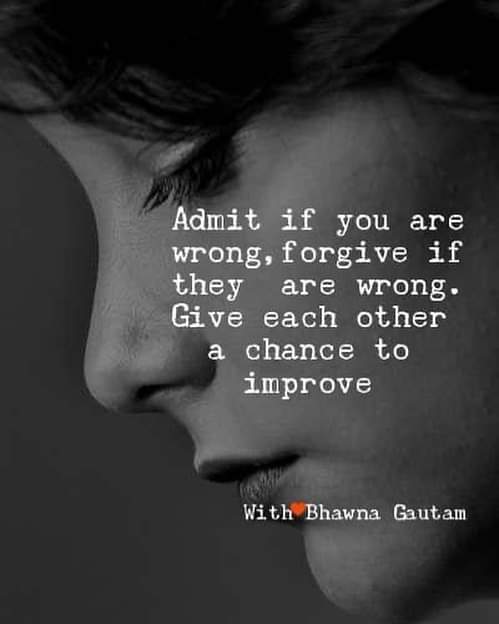 Admit if you are
wrong,forgive if
they are wrong.
Give each other
a chance to
improve
With❤Bhawna Gautam